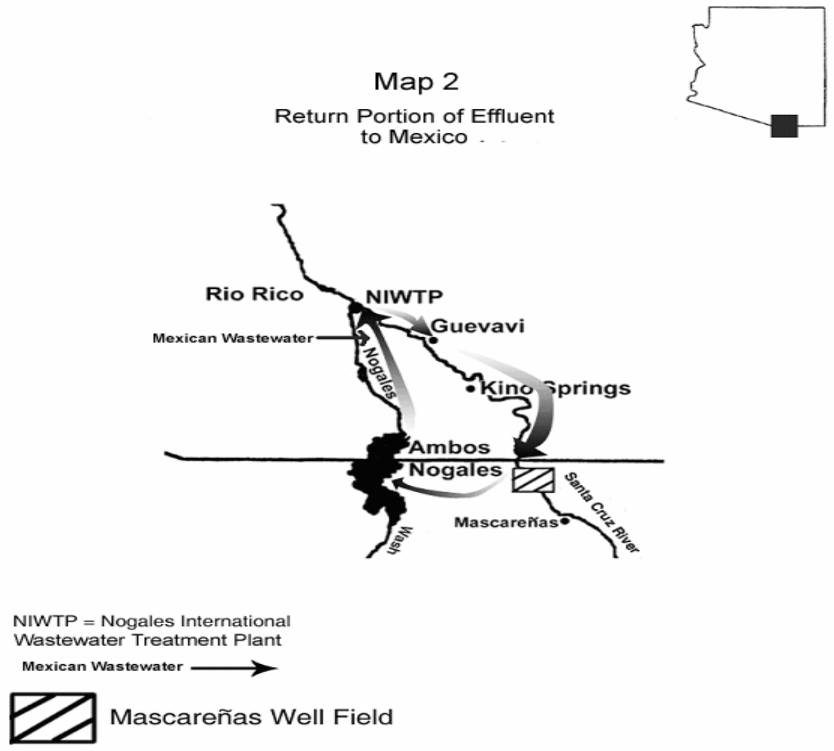 Map 2
Return Portion of Effluent
to Mexico
Rio Rico
NIWTP
Guevavi
Mexican Wastewater
Nogales
Kino Springs
Ambos
Nogales
Santa Cruz River
Mascareñas
Wash
NIWTP = Nogales International
Wastewater Treatment Plant
Mexican Wastewater
Mascareñas Well Field